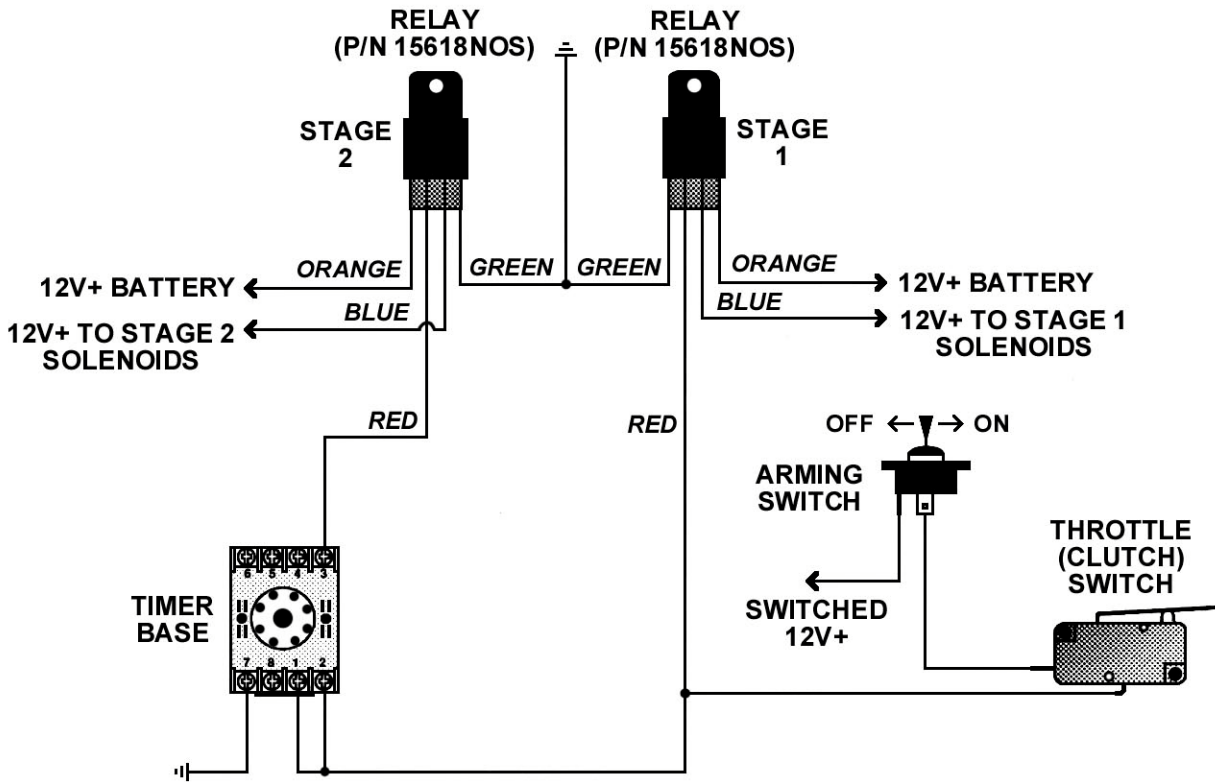 RELAY
(P/N 15618NOS)
RELAY
(P/N 15618NOS)
STAGE
2
STAGE
1
ORANGE
GREEN
GREEN
ORANGE
12V+ BATTERY
12V+ BATTERY
BLUE
BLUE
12V+ TO STAGE 2
SOLENOIDS
12V+ TO STAGE 1
SOLENOIDS
RED
RED
OFF
ON
ARMING
SWITCH
THROTTLE
(CLUTCH)
SWITCH
SWITCHED
12V+
TIMER
BASE
6 5 4 3
7 8 1 2